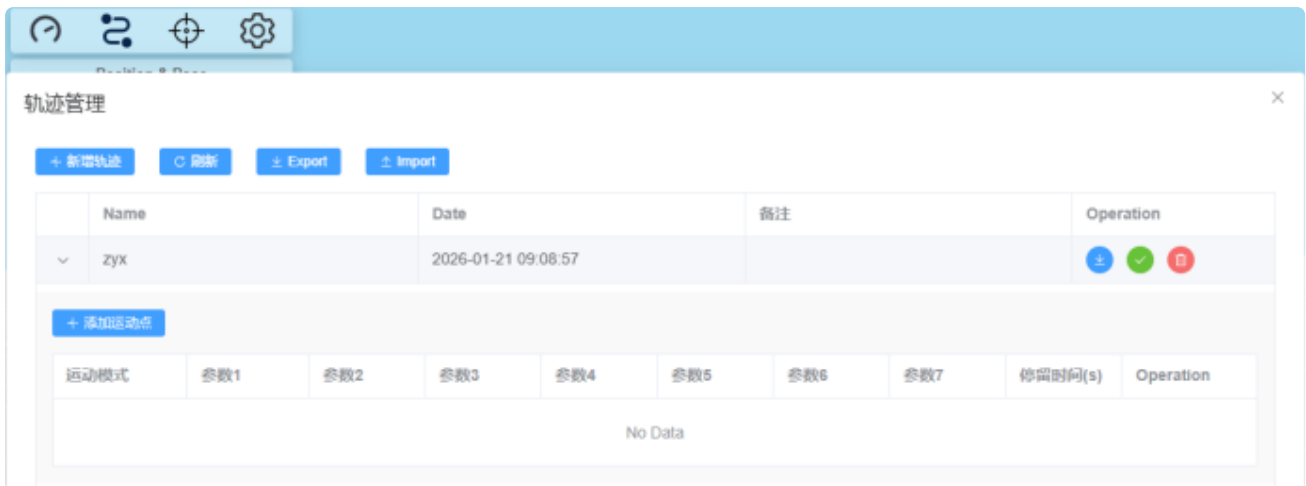 Position & Pose
轨迹管理
新增轨迹 刷新 Export Import
Name Date 备注 Operation
zyx 2026-01-21 09:08:57
添加运动点
运动模式 参数1 参数2 参数3 参数4 参数5 参数6 参数7 停留时间(s) Operation
No Data